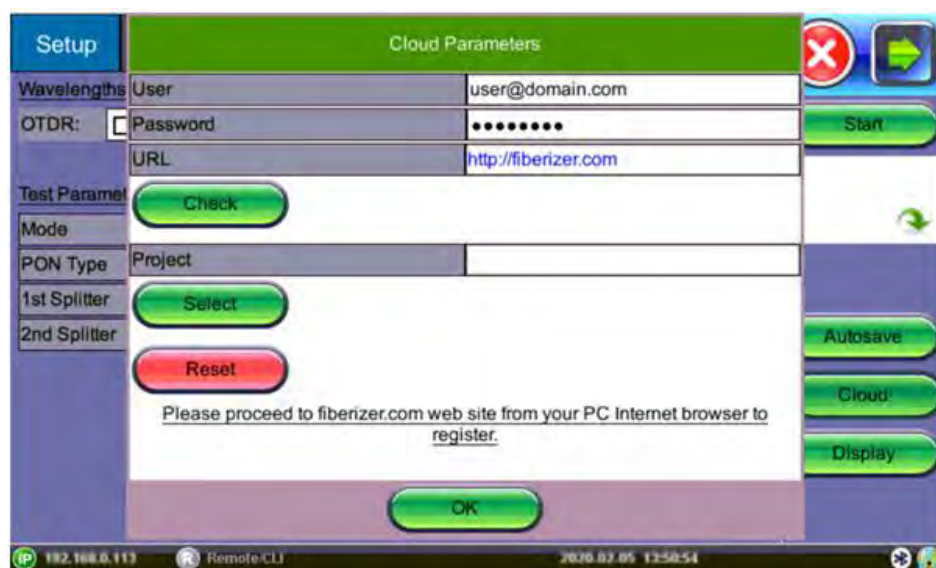 Setup
Cloud Parameters
Wavelengths
User
user@domain.com
OTDR:
Password
●●●●●●●●
Start
URL
http://fiberizer.com
Test Paramet
Check
Mode
PON Type
Project
1st Splitter
Select
2nd Splitter
Autosave
Reset
Cloud
Please proceed to fiberizer.com web site from your PC Internet browser to
register.
Display
OK
IP 192.168.0.113
R Remote/CLI
2020.02.05 13:50:54